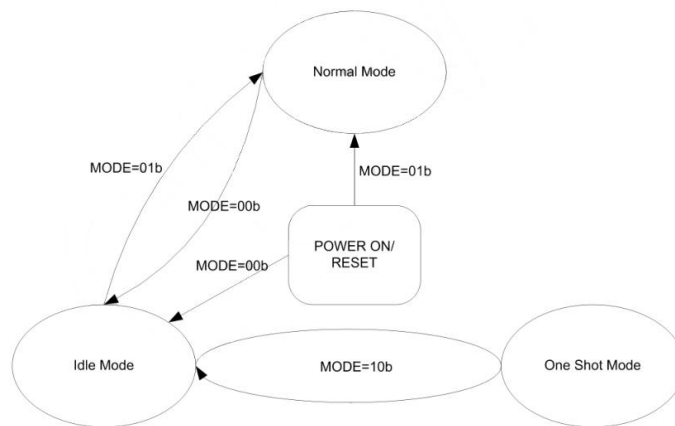 Normal Mode
MODE=01b
MODE=01b
MODE=00b
POWER ON/
RESET
MODE=00b
Idle Mode
MODE=10b
One Shot Mode